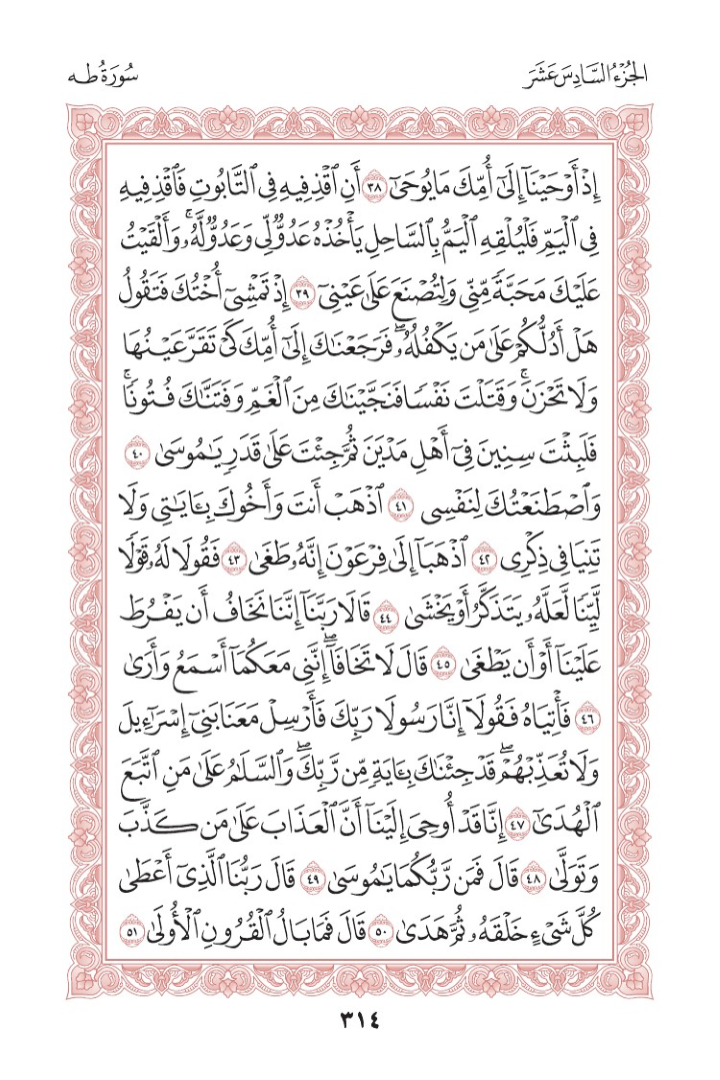 الجُزْءُ السَّادِسَ عَشَرَ
سُورَةُ طه
إِذْ أَوْحَيْنَآ إِلَىٰٓ أُمِّكَ مَا يُوحَىٰٓ ٣٨ أَنِ ٱقْذِفِيهِ فِى ٱلتَّابُوتِ فَٱقْذِفِيهِ
فِى ٱلْيَمِّ فَلْيُلْقِهِ ٱلْيَمُّ بِٱلسَّاحِلِ يَأْخُذْهُ عَدُوٌّ لِّى وَعَدُوٌّ لَّهُۥۚ وَأَلْقَيْتُ
عَلَيْكَ مَحَبَّةً مِّنِّى وَلِتُصْنَعَ عَلَىٰ عَيْنِىٓ ٣٩ إِذْ تَمْشِىٓ أُخْتُكَ فَتَقُولُ
هَلْ أَدُلُّكُمْ عَلَىٰ مَن يَكْفُلُهُۥۖ فَرَجَعْنَٰكَ إِلَىٰٓ أُمِّكَ كَىْ تَقَرَّ عَيْنُهَا
وَلَا تَحْزَنَۚ وَقَتَلْتَ نَفْسًا فَنَجَّيْنَٰكَ مِنَ ٱلْغَمِّ وَفَتَنَّٰكَ فُتُونًاۚ
فَلَبِثْتَ سِنِينَ فِىٓ أَهْلِ مَدْيَنَ ثُمَّ جِئْتَ عَلَىٰ قَدَرٍ يَٰمُوسَىٰ ٤٠
وَٱصْطَنَعْتُكَ لِنَفْسِى ٤١ ٱذْهَبْ أَنتَ وَأَخُوكَ بِـَٔايَٰتِى وَلَا
تَنِيَا فِى ذِكْرِى ٤٢ ٱذْهَبَآ إِلَىٰ فِرْعَوْنَ إِنَّهُۥ طَغَىٰ ٤٣ فَقُولَا لَهُۥ قَوْلًا
لَّيِّنًا لَّعَلَّهُۥ يَتَذَكَّرُ أَوْ يَخْشَىٰ ٤٤ قَالَا رَبَّنَآ إِنَّنَا نَخَافُ أَن يَفْرُطَ
عَلَيْنَآ أَوْ أَن يَطْغَىٰ ٤٥ قَالَ لَا تَخَافَآۖ إِنَّنِى مَعَكُمَآ أَسْمَعُ وَأَرَىٰ
٤٦ فَأْتِيَاهُ فَقُولَآ إِنَّا رَسُولَا رَبِّكَ فَأَرْسِلْ مَعَنَا بَنِىٓ إِسْرَٰٓءِيلَ
وَلَا تُعَذِّبْهُمْۖ قَدْ جِئْنَٰكَ بِـَٔايَةٍ مِّن رَّبِّكَۖ وَٱلسَّلَٰمُ عَلَىٰ مَنِ ٱتَّبَعَ
ٱلْهُدَىٰٓ ٤٧ إِنَّا قَدْ أُوحِىَ إِلَيْنَآ أَنَّ ٱلْعَذَابَ عَلَىٰ مَن كَذَّبَ
وَتَوَلَّىٰ ٤٨ قَالَ فَمَن رَّبُّكُمَا يَٰمُوسَىٰ ٤٩ قَالَ رَبُّنَا ٱلَّذِىٓ أَعْطَىٰ
كُلَّ شَىْءٍ خَلْقَهُۥ ثُمَّ هَدَىٰ ٥٠ قَالَ فَمَا بَالُ ٱلْقُرُونِ ٱلْأُولَىٰ ٥١
٣١٤